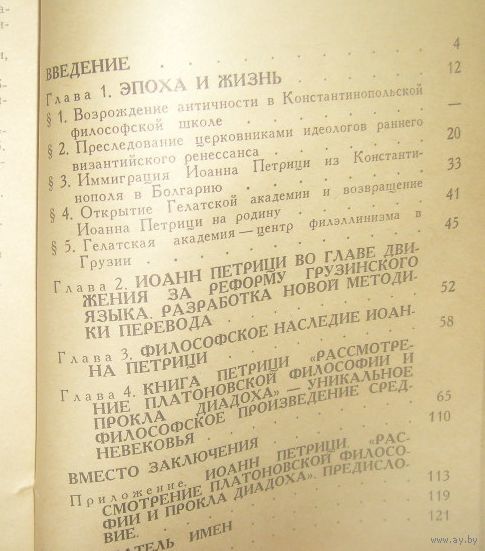 ВВЕДЕНИЕ . . . . . . . . 4
Глава 1. ЭПОХА И ЖИЗНЬ . . . . 12
§ 1. Возрождение античности в Константинопольской
философской школе . . . . . —
§ 2. Преследование церковниками идеологов раннего
византийского ренессанса . . . . 20
§ 3. Иммиграция Иоанна Петрици из Константи-
нополя в Болгарию . . . . . 33
§ 4. Открытие Гелатской академии и возвращение
Иоанна Петрици на родину . . . . 41
§ 5. Гелатская академия — центр филэллинизма в
Грузии . . . . . . . . 45
Глава 2. ИОАНН ПЕТРИЦИ ВО ГЛАВЕ ДВИ-
ЖЕНИЯ ЗА РЕФОРМУ ГРУЗИНСКОГО
ЯЗЫКА. РАЗРАБОТКА НОВОЙ МЕТОДИ-
КИ ПЕРЕВОДА . . . . . . 52
Глава 3. ФИЛОСОФСКОЕ НАСЛЕДИЕ ИОАН-
НА ПЕТРИЦИ . . . . . . 58
Глава 4. КНИГА ПЕТРИЦИ «РАССМОТРЕ-
НИЕ ПЛАТОНОВСКОЙ ФИЛОСОФИИ И
ПРОКЛА ДИАДОХА» — УНИКАЛЬНОЕ
ФИЛОСОФСКОЕ ПРОИЗВЕДЕНИЕ СРЕД-
НЕВЕКОВЬЯ . . . . . . 65
ВМЕСТО ЗАКЛЮЧЕНИЯ . . . . . 110
Приложение. ИОАНН ПЕТРИЦИ. «РАС-
СМОТРЕНИЕ ПЛАТОНОВСКОЙ ФИЛОСО-
ФИИ И ПРОКЛА ДИАДОХА». ПРЕДИСЛО-
ВИЕ. . . . . . . . 113
119
АТЕЛЬ ИМЕН . . . . . 121
www.ay.by